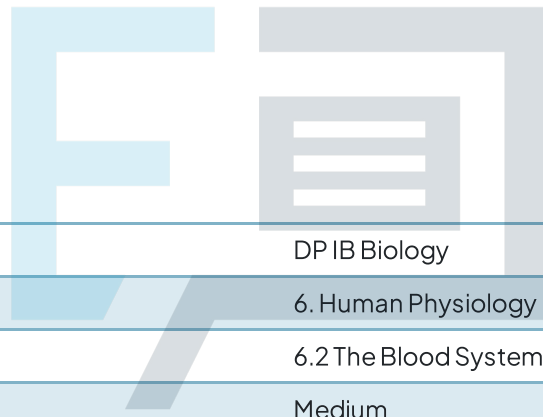 DP IB Biology
6. Human Physiology
6.2 The Blood System
Medium